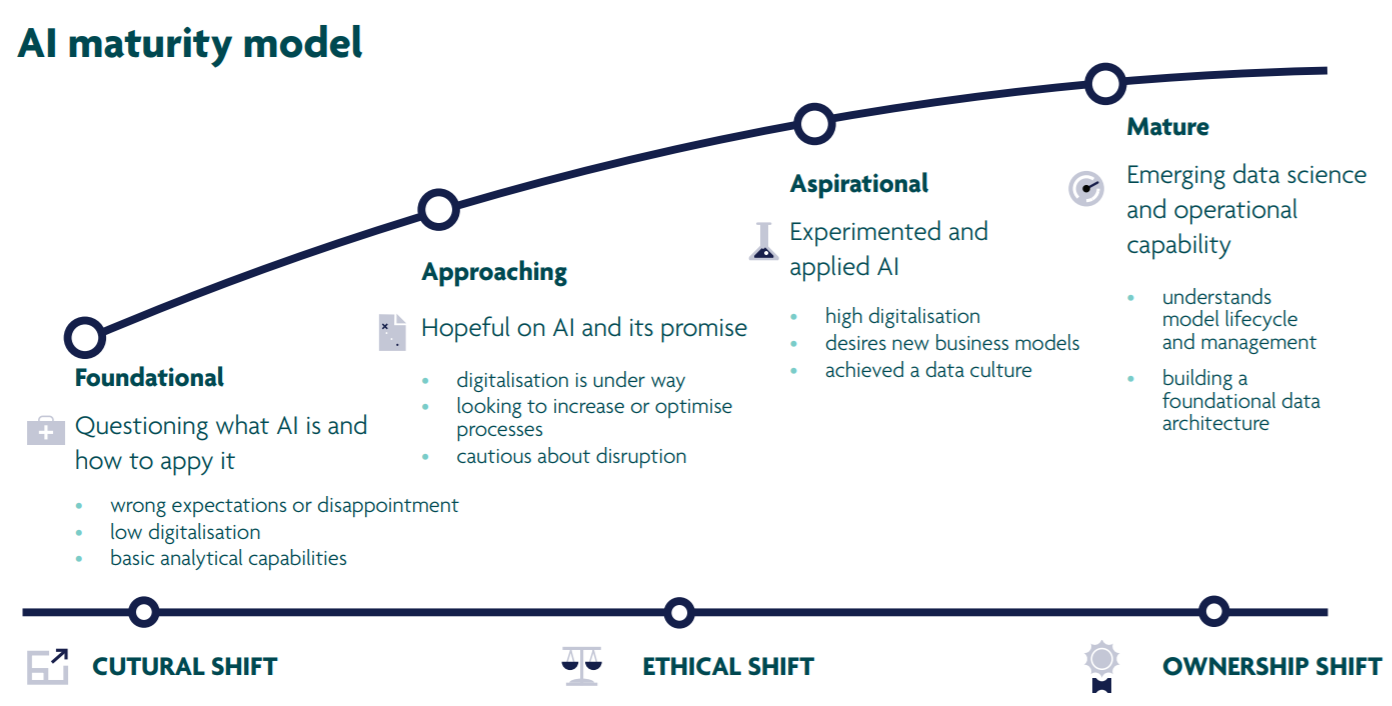 AI maturity model
Foundational
Questioning what AI is and
how to appy it
wrong expectations or disappointment
low digitalisation
basic analytical capabilities
Approaching
Hopeful on AI and its promise
digitalisation is under way
looking to increase or optimise
processes
cautious about disruption
Aspirational
Experimented and
applied AI
high digitalisation
desires new business models
achieved a data culture
Mature
Emerging data science
and operational
capability
understands
model lifecycle
and management
building a
foundational data
architecture
CUTURAL SHIFT
ETHICAL SHIFT
OWNERSHIP SHIFT